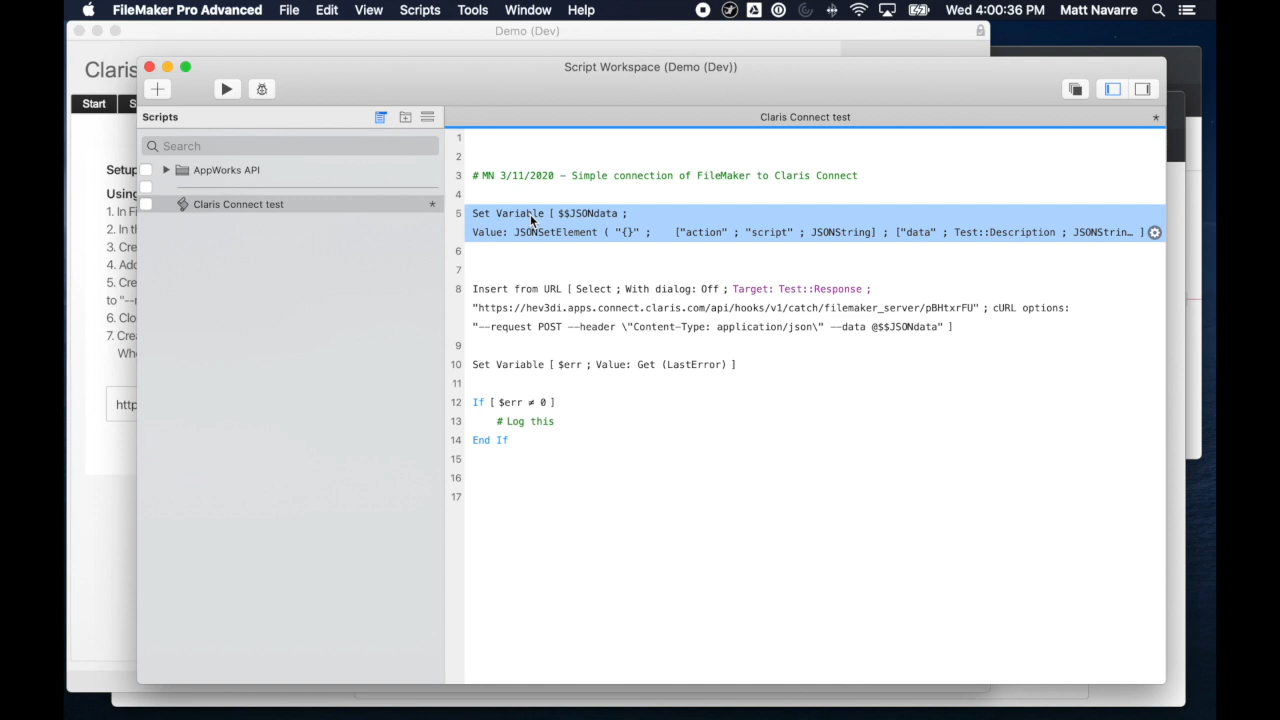 FileMaker Pro Advanced File Edit View Scripts Tools Window Help Wed 4:00:36 PM Matt Navarre
Demo (Dev)
Claris
Script Workspace (Demo (Dev))
Start S
Scripts
Claris Connect test *
Search
AppWorks API
Claris Connect test *
Setup
Using
1. In Fi
2. In th
3. Cre
4. Add
5. Cre
to "--r
6. Clo
7. Crea
Whe
http
1
2
3 # MN 3/11/2020 – Simple connection of FileMaker to Claris Connect
4
5 Set Variable [ $$JSONdata ;
Value: JSONSetElement ( "{}" ; ["action" ; "script" ; JSONString] ; ["data" ; Test::Description ; JSONStrin… ]
6
7
8 Insert from URL [ Select ; With dialog: Off ; Target: Test::Response ;
"https://hev3di.apps.connect.claris.com/api/hooks/v1/catch/filemaker_server/pBHtxrFU" ; cURL options:
"--request POST --header \"Content-Type: application/json\" --data @$$JSONdata" ]
9
10 Set Variable [ $err ; Value: Get (LastError) ]
11
12 If [ $err ≠ 0 ]
13 # Log this
14 End If
15
16
17